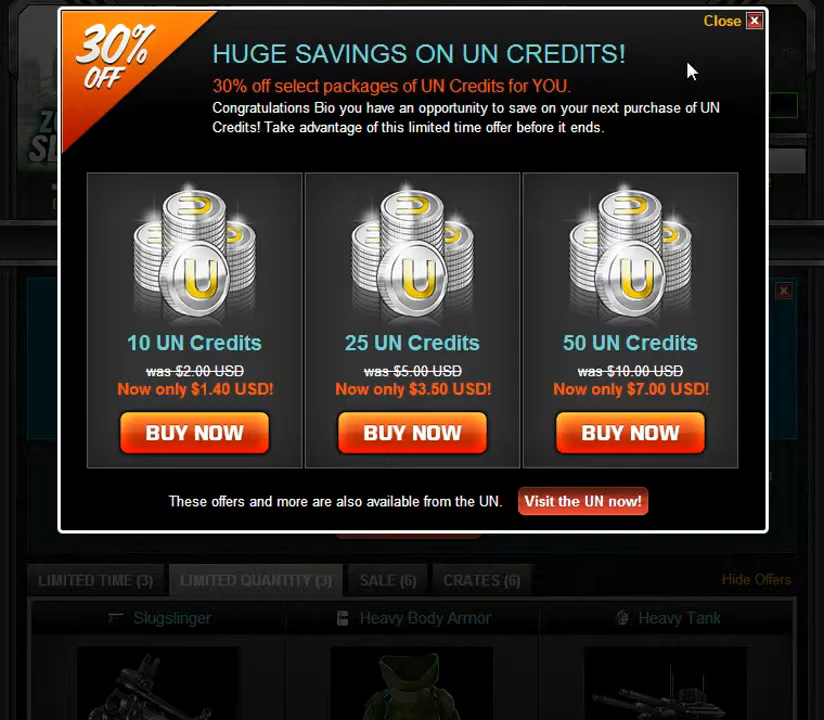 Close
30%
OFF
HUGE SAVINGS ON UN CREDITS!
30% off select packages of UN Credits for YOU.
Congratulations Bio you have an opportunity to save on your next purchase of UN
Credits! Take advantage of this limited time offer before it ends.
10 UN Credits
was $2.00 USD
Now only $1.40 USD!
BUY NOW
25 UN Credits
was $5.00 USD
Now only $3.50 USD!
BUY NOW
50 UN Credits
was $10.00 USD
Now only $7.00 USD!
BUY NOW
These offers and more are also available from the UN.
Visit the UN now!
LIMITED TIME (3)
LIMITED QUANTITY (3)
SALE (6)
CRATES (6)
Hide Offers
Slugslinger
Heavy Body Armor
Heavy Tank